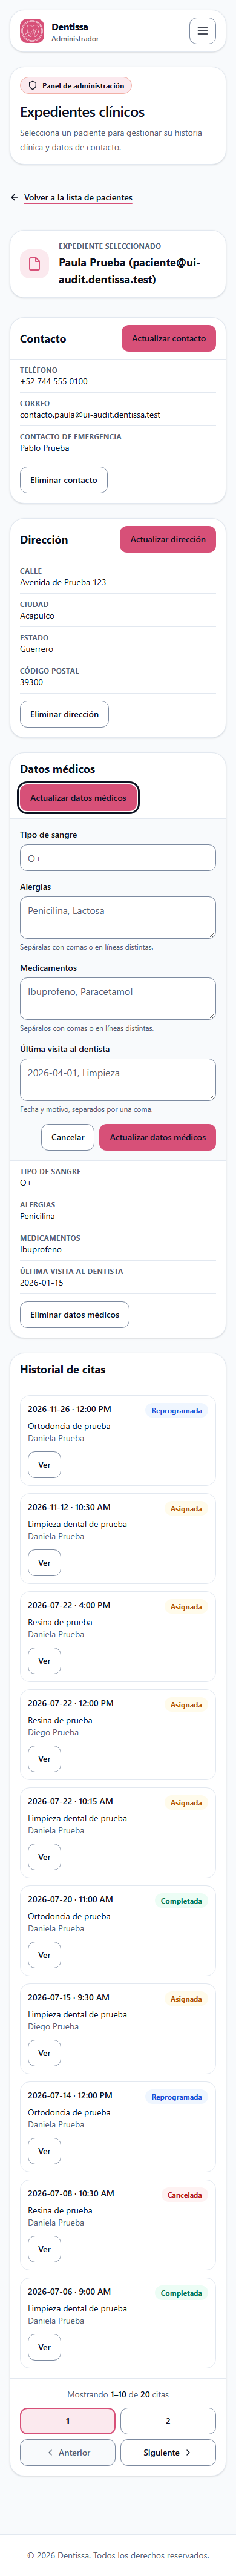 Dentissa
Administrador
Panel de administración
Expedientes clínicos
Selecciona un paciente para gestionar su historia
clínica y datos de contacto.
Volver a la lista de pacientes
EXPEDIENTE SELECCIONADO
Paula Prueba (paciente@ui-
audit.dentissa.test)
Contacto
Actualizar contacto
TELÉFONO
+52 744 555 0100
CORREO
contacto.paula@ui-audit.dentissa.test
CONTACTO DE EMERGENCIA
Pablo Prueba
Eliminar contacto
Dirección
Actualizar dirección
CALLE
Avenida de Prueba 123
CIUDAD
Acapulco
ESTADO
Guerrero
CÓDIGO POSTAL
39300
Eliminar dirección
Datos médicos
Actualizar datos médicos
Tipo de sangre
O+
Alergias
Penicilina, Lactosa
Sepáralas con comas o en líneas distintas.
Medicamentos
Ibuprofeno, Paracetamol
Sepáralos con comas o en líneas distintas.
Última visita al dentista
2026-04-01, Limpieza
Fecha y motivo, separados por una coma.
Cancelar
Actualizar datos médicos
TIPO DE SANGRE
O+
ALERGIAS
Penicilina
MEDICAMENTOS
Ibuprofeno
ÚLTIMA VISITA AL DENTISTA
2026-01-15
Eliminar datos médicos
Historial de citas
2026-11-26 · 12:00 PM
Reprogramada
Ortodoncia de prueba
Daniela Prueba
Ver
2026-11-12 · 10:30 AM
Asignada
Limpieza dental de prueba
Daniela Prueba
Ver
2026-07-22 · 4:00 PM
Asignada
Resina de prueba
Daniela Prueba
Ver
2026-07-22 · 12:00 PM
Asignada
Resina de prueba
Diego Prueba
Ver
2026-07-22 · 10:15 AM
Asignada
Limpieza dental de prueba
Daniela Prueba
Ver
2026-07-20 · 11:00 AM
Completada
Ortodoncia de prueba
Daniela Prueba
Ver
2026-07-15 · 9:30 AM
Asignada
Limpieza dental de prueba
Diego Prueba
Ver
2026-07-14 · 12:00 PM
Reprogramada
Ortodoncia de prueba
Daniela Prueba
Ver
2026-07-08 · 10:30 AM
Cancelada
Resina de prueba
Daniela Prueba
Ver
2026-07-06 · 9:00 AM
Completada
Limpieza dental de prueba
Daniela Prueba
Ver
Mostrando 1–10 de 20 citas
1
2
Anterior
Siguiente
© 2026 Dentissa. Todos los derechos reservados.